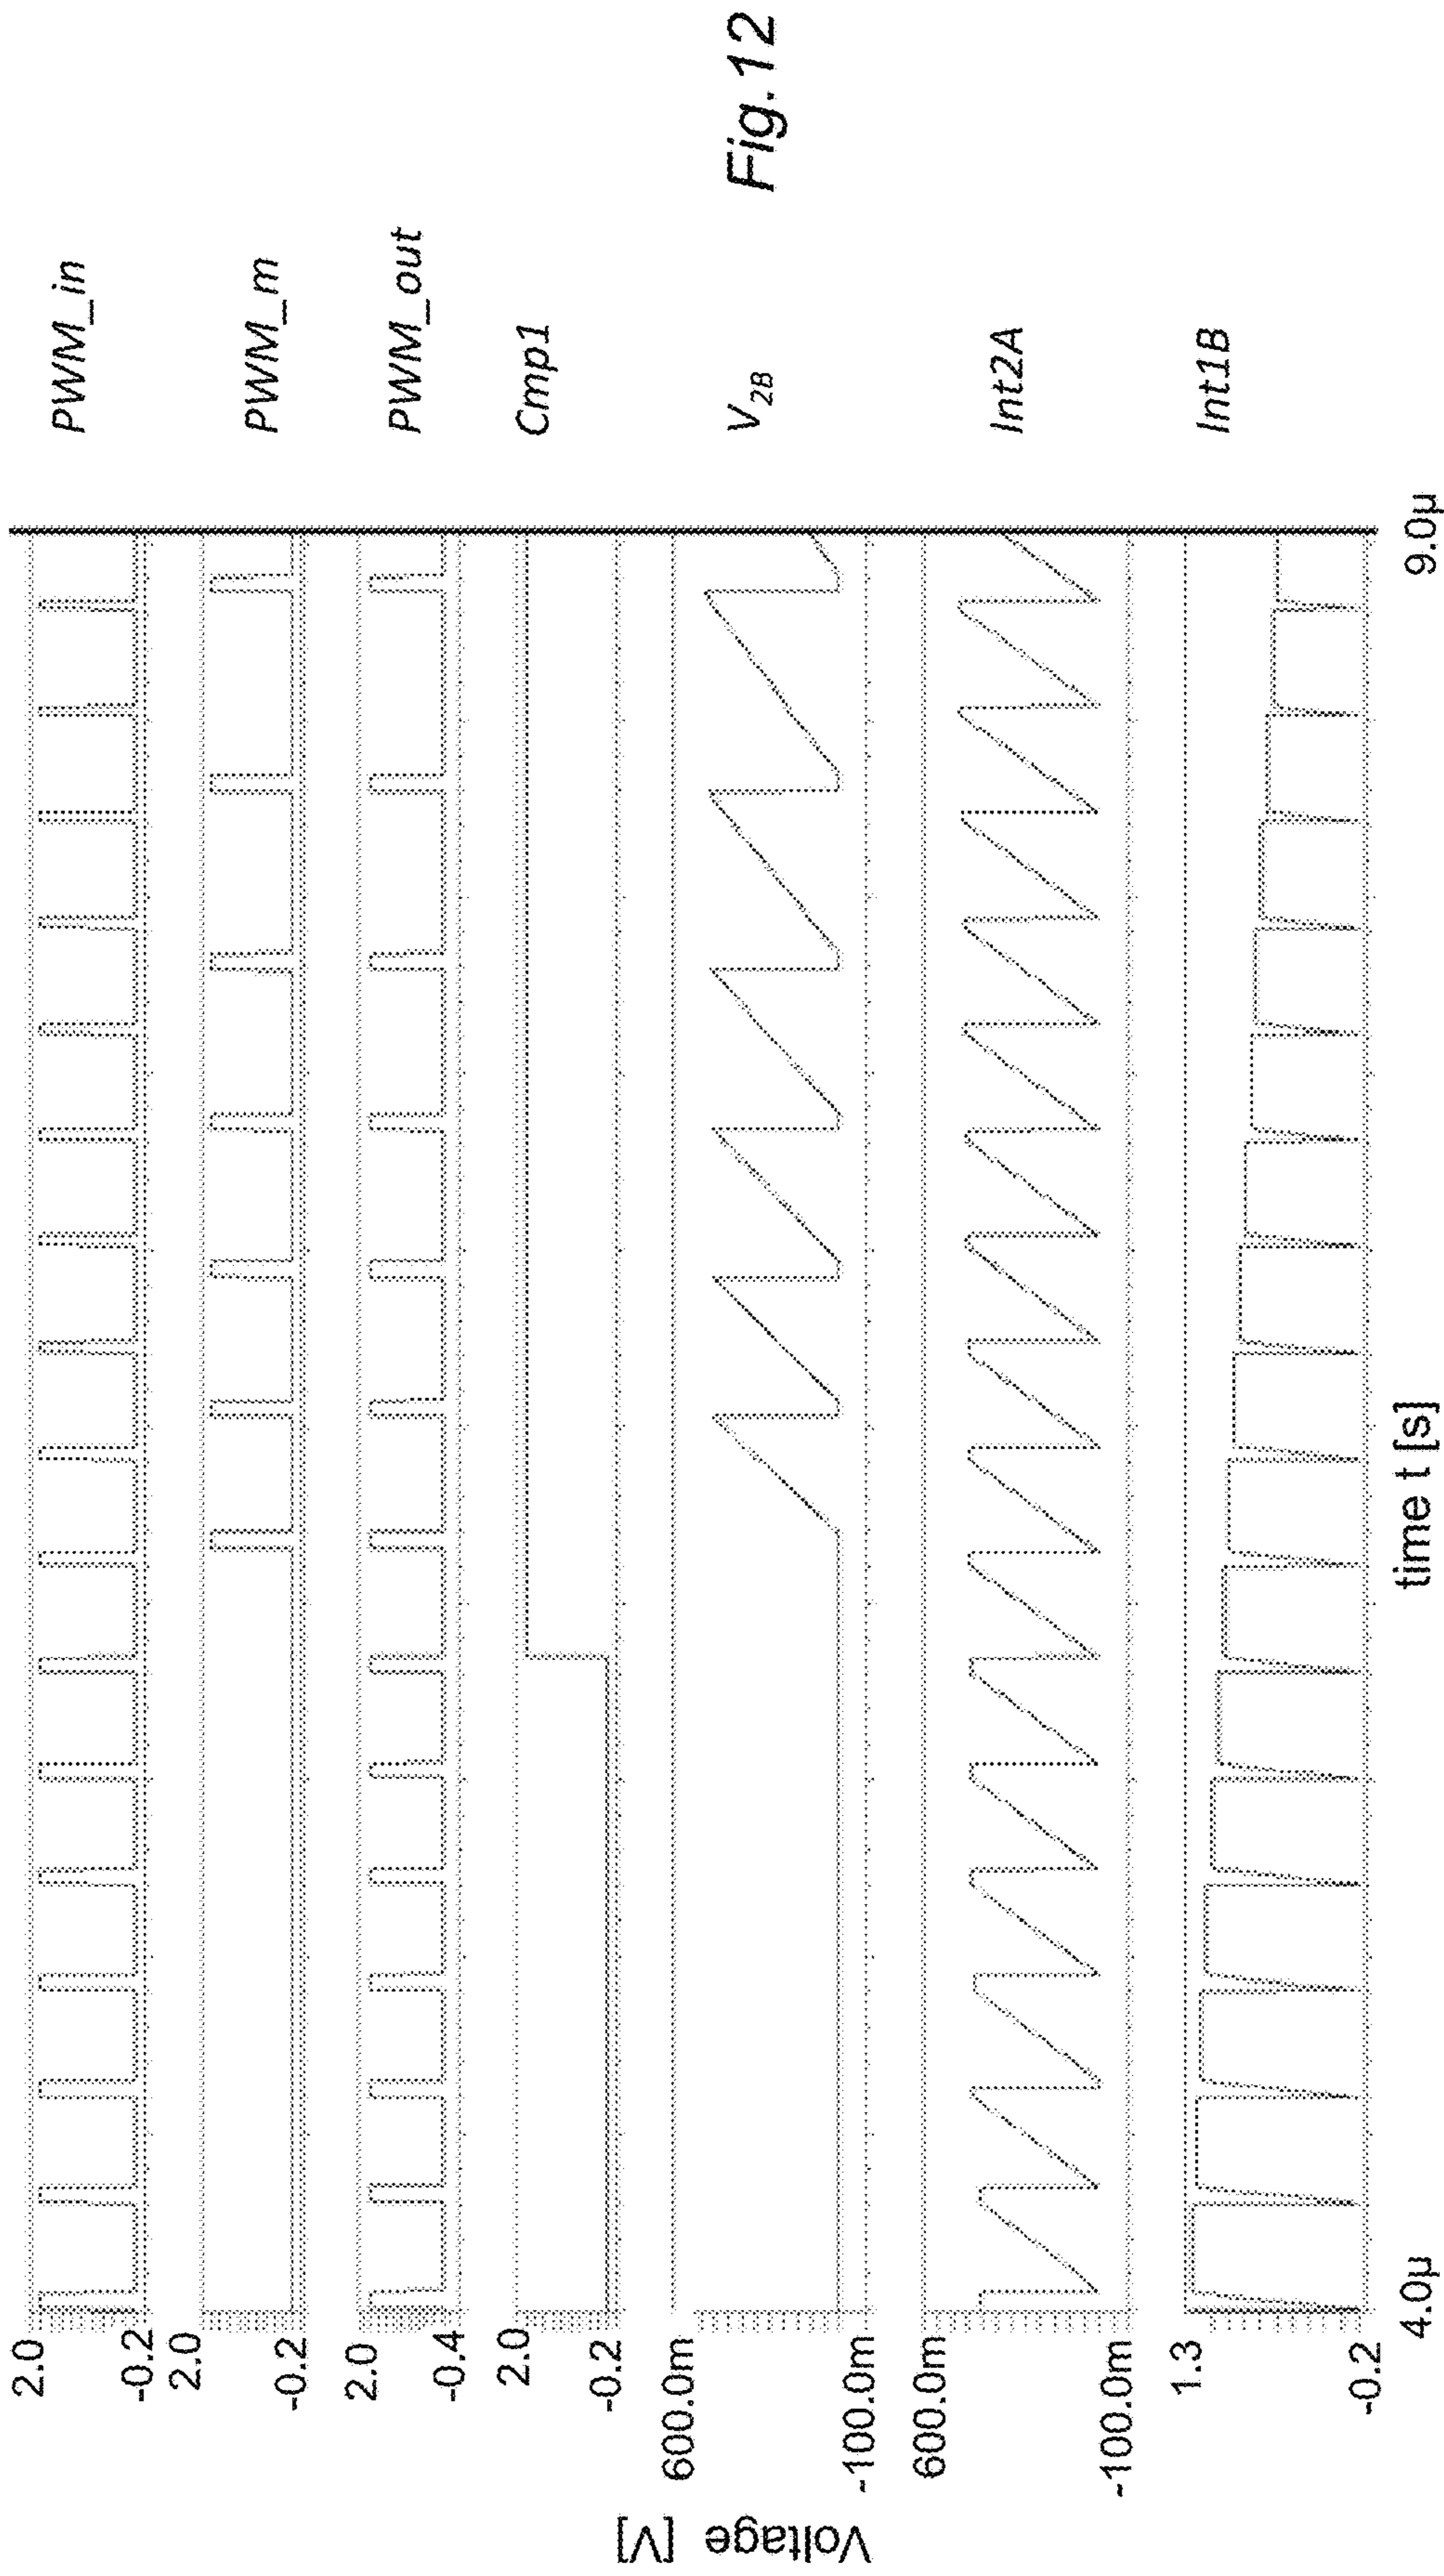 Voltage [V]
2.0
-0.2
PWM_in
2.0
-0.2
PWM_m
2.0
-0.4
PWM_out
2.0
-0.2
Cmp1
600.0m
-100.0m
V2B
600.0m
-100.0m
Int2A
1.3
-0.2
Int1B
4.0µ
time t [s]
9.0µ
Fig.12